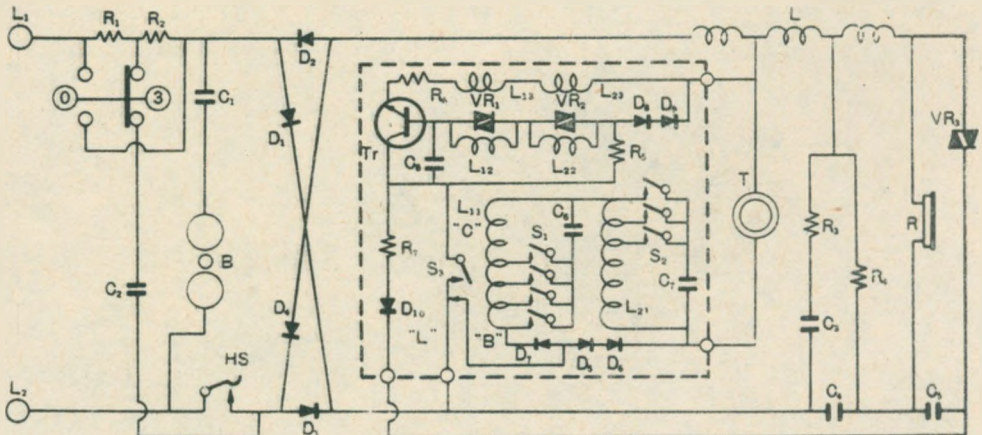 L₁ R₁ R₂ L
D₂
0 3 C₁ R₆ VR₁ L₁₃ VR₂ L₂₃ D₈ D₉ VR₃
D₁ Tr C₈ L₁₂ L₂₂ R₅
L₁₁ C₆ T
"C" S₁ R₃ R
B R₇ S₃ S₂ R₄
C₂ C₇
D₄ D₁₀ L₂₁ C₃
"L" "B"
HS D₇ D₅ D₆
L₂ C₄ C₅
D₃